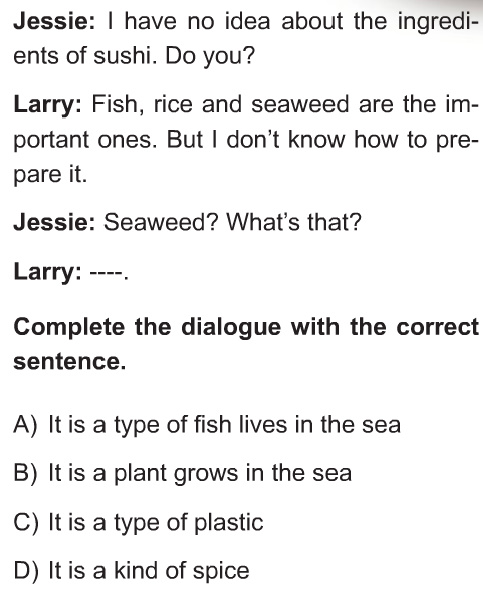 Jessie: I have no idea about the ingredi-
ents of sushi. Do you?
Larry: Fish, rice and seaweed are the im-
portant ones. But I don’t know how to pre-
pare it.
Jessie: Seaweed? What’s that?
Larry: ----.
Complete the dialogue with the correct
sentence.
A) It is a type of fish lives in the sea
B) It is a plant grows in the sea
C) It is a type of plastic
D) It is a kind of spice